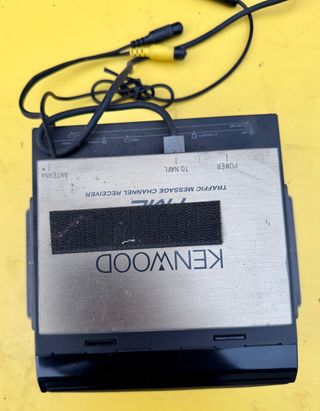 KENWOOD
TRAFFIC MESSAGE CHANNEL RECEIVER
POWER
TO NAVI.
ANTENNA